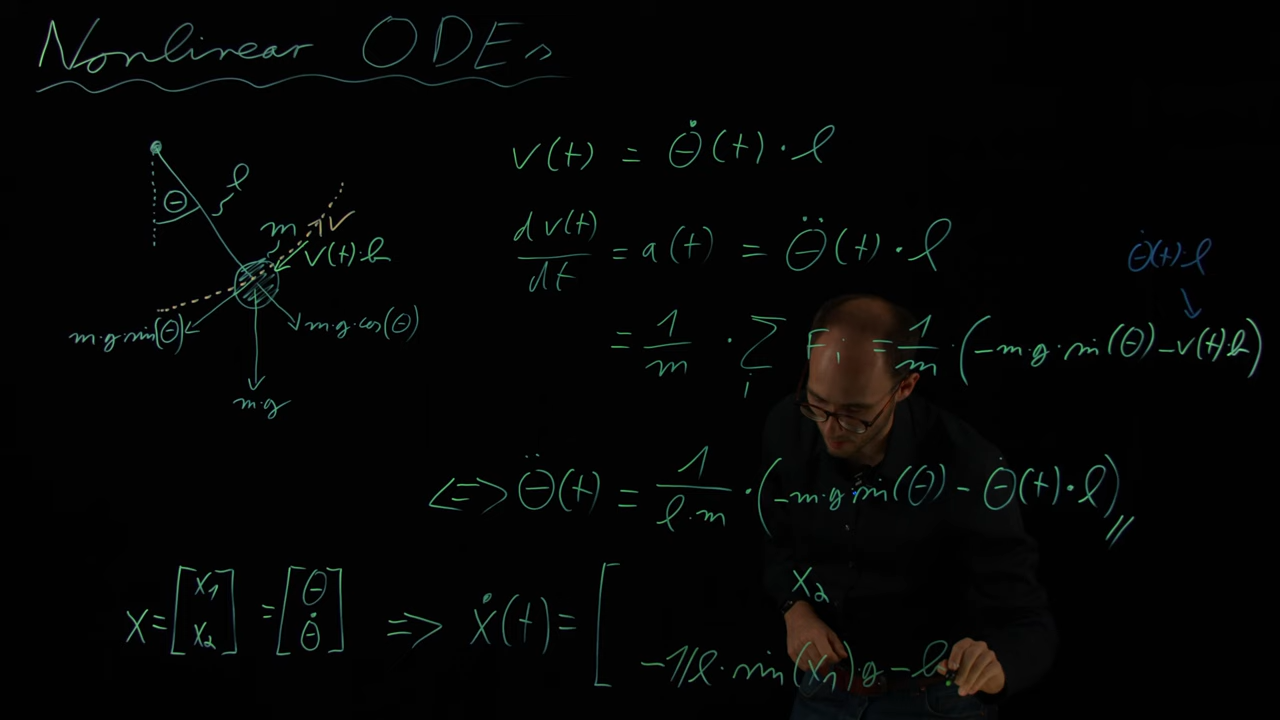 Nonlinear ODEs
Θ
l
m
v
v(t)·k
m·g·sin(Θ)
m·g·cos(Θ)
m·g
v(t) = Θ̇(t)·l
dv(t)/dt = a(t) = Θ̈(t)·l
Θ̇(t)·l
= 1/m · Σ_i F_i = 1/m · (-m·g·sin(Θ) - v(t)·k)
<=> Θ̈(t) = 1/(l·m) · (-m·g·sin(Θ) - Θ̇(t)·l)
x = [x₁ x₂] = [Θ Θ̇] => ẋ(t) = [x₂
-1/l·sin(x₁)·g - k